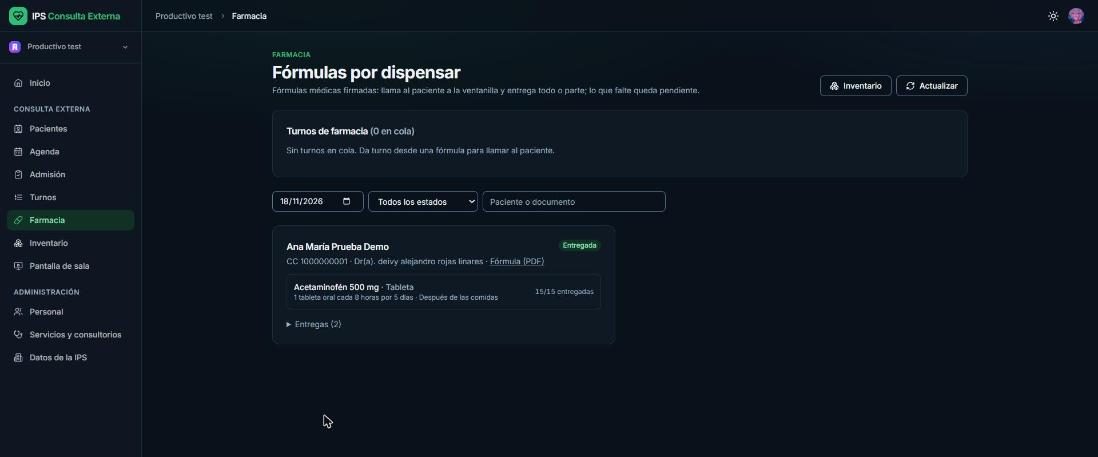 IPS Consulta Externa
Productivo test › Farmacia
Productivo test
Inicio
CONSULTA EXTERNA
Pacientes
Agenda
Admisión
Turnos
Farmacia
Inventario
Pantalla de sala
ADMINISTRACIÓN
Personal
Servicios y consultorios
Datos de la IPS
FARMACIA
Fórmulas por dispensar
Fórmulas médicas firmadas: llama al paciente a la ventanilla y entrega todo o parte; lo que falte queda pendiente.
Inventario
Actualizar
Turnos de farmacia (0 en cola)
Sin turnos en cola. Da turno desde una fórmula para llamar al paciente.
18/11/2026
Todos los estados
Paciente o documento
Ana María Prueba Demo
Entregada
CC 1000000001 · Dr(a). deivy alejandro rojas linares · Fórmula (PDF)
Acetaminofén 500 mg · Tableta
15/15 entregadas
1 tableta oral cada 8 horas por 5 días · Después de las comidas
Entregas (2)